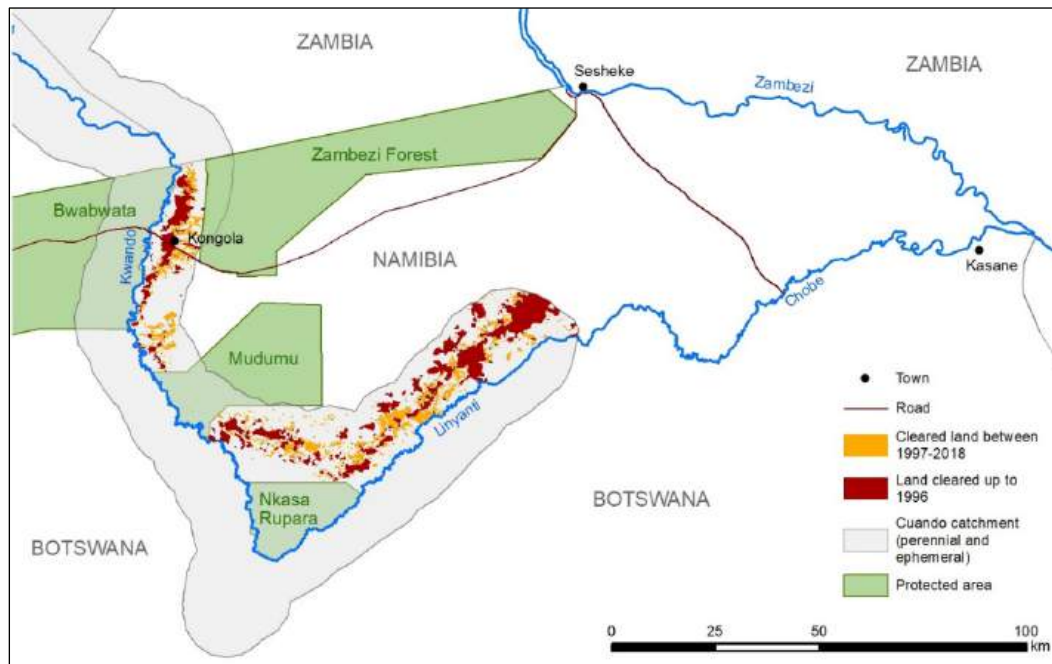 ZAMBIA
ZAMBIA
Sesheke
Zambezi
Zambezi Forest
Bwabwata
Kongola
Kwando
NAMIBIA
Kasane
Chobe
Mudumu
Linyanti
Nkasa
Rupara
BOTSWANA
BOTSWANA
Town
Road
Cleared land between
1997-2018
Land cleared up to
1996
Cuando catchment
(perennial and
ephemeral)
Protected area
0 25 50 100
km